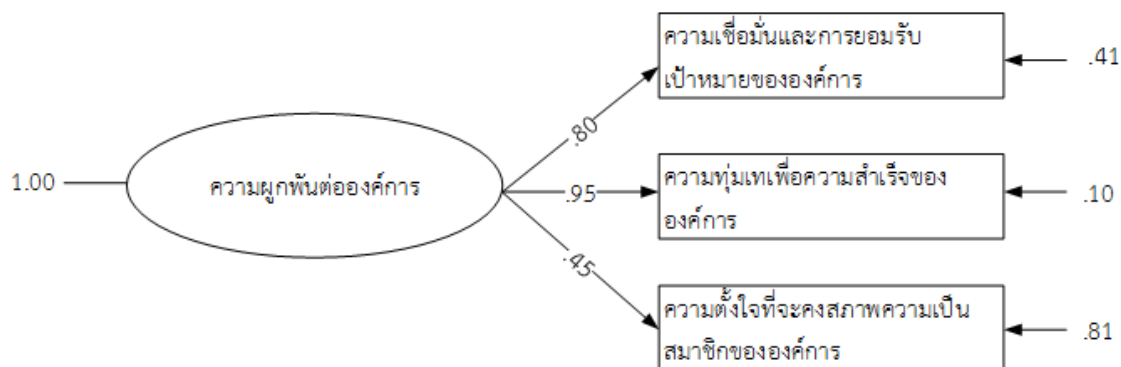 ความเชื่อมั่นและการยอมรับ
เป้าหมายขององค์การ
.41
.80
1.00
ความผูกพันต่อองค์การ
.95
ความทุ่มเทเพื่อความสำเร็จของ
องค์การ
.10
.45
ความตั้งใจที่จะคงสภาพความเป็น
สมาชิกขององค์การ
.81